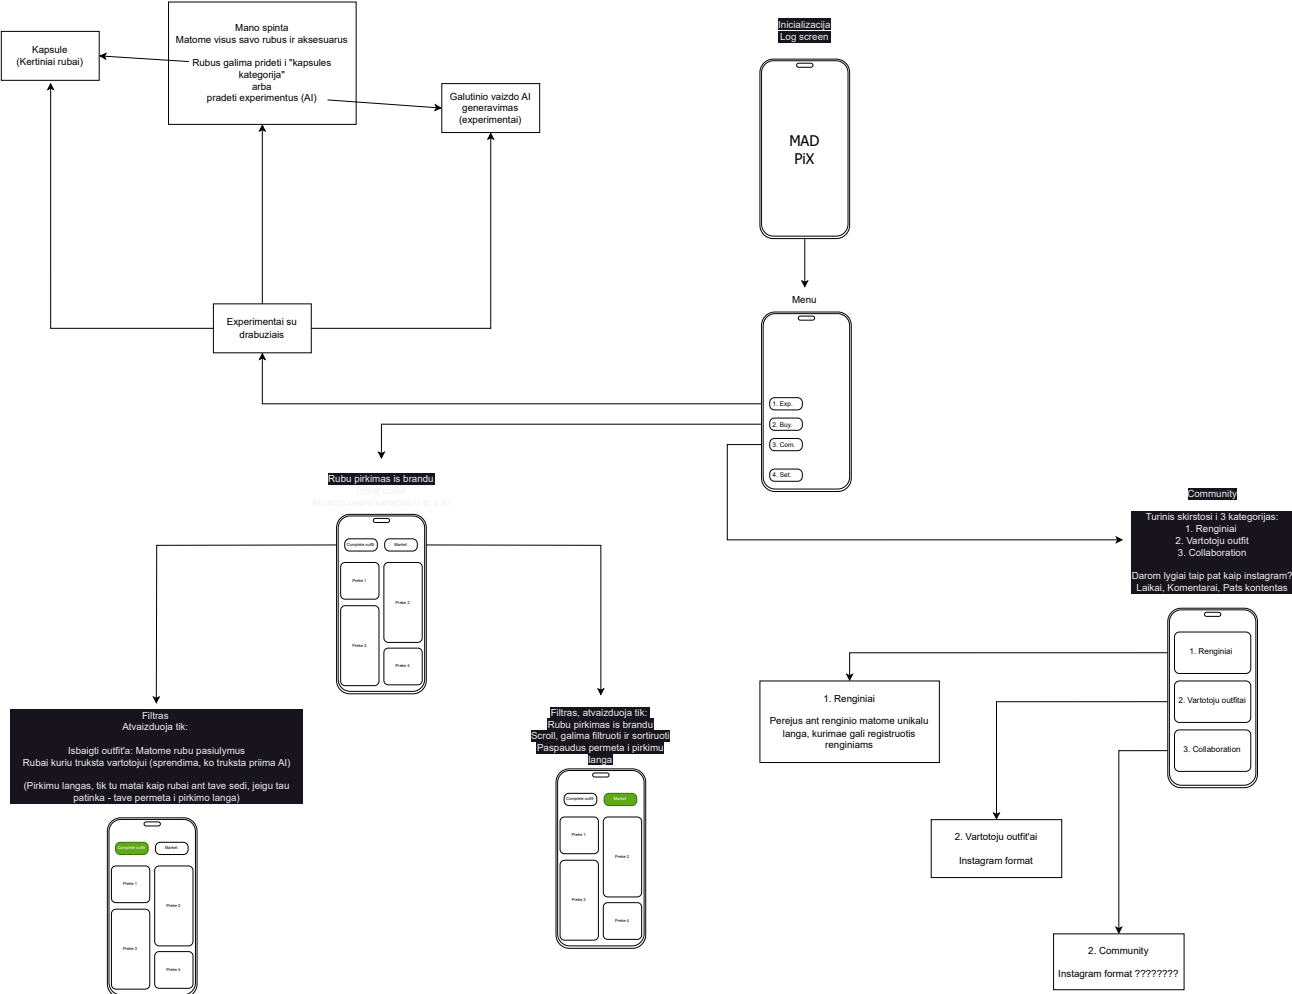 Inicializacija
Log screen
MAD
PiX
Menu
1. Exp.
2. Buy.
3. Com.
4. Set.
Mano spinta
Matome visus savo rubus ir aksesuarus
Rubus galima prideti i "kapsules
kategorija"
arba
pradeti experimentus (AI)
Kapsule
(Kertiniai rubai)
Galutinio vaizdo AI
generavimas
(experimentai)
Experimentai su
drabuziais
Rubu pirkimas is brandu
Complete outfit
Market
Preke 1
Preke 2
Preke 3
Preke 4
Filtras
Atvaizduoja tik:
Isbaigti outfit'a: Matome rubu pasiulymus
Rubai kuriu truksta vartotojui (sprendima, ko truksta priima AI)
(Pirkimu langas, tik tu matai kaip rubai ant tave sedi, jeigu tau
patinka - tave permeta i pirkimo langa)
Complete outfit
Market
Preke 1
Preke 2
Preke 3
Preke 4
Filtras, atvaizduoja tik:
Rubu pirkimas is brandu
Scroll, galima filtruoti ir sortiruoti
Paspaudus permeta i pirkimu
langa
Complete outfit
Market
Preke 1
Preke 2
Preke 3
Preke 4
Community
Turinis skirstosi i 3 kategorijas:
1. Renginiai
2. Vartotoju outfit
3. Collaboration
Darom lygiai taip pat kaip instagram?
Laikai, Komentarai, Pats kontentas
1. Renginiai
2. Vartotoju outfitai
3. Collaboration
1. Renginiai
Perejus ant renginio matome unikalu
langa, kurimae gali registruotis
renginiams
2. Vartotoju outfit'ai
Instagram format
2. Community
Instagram format ????????